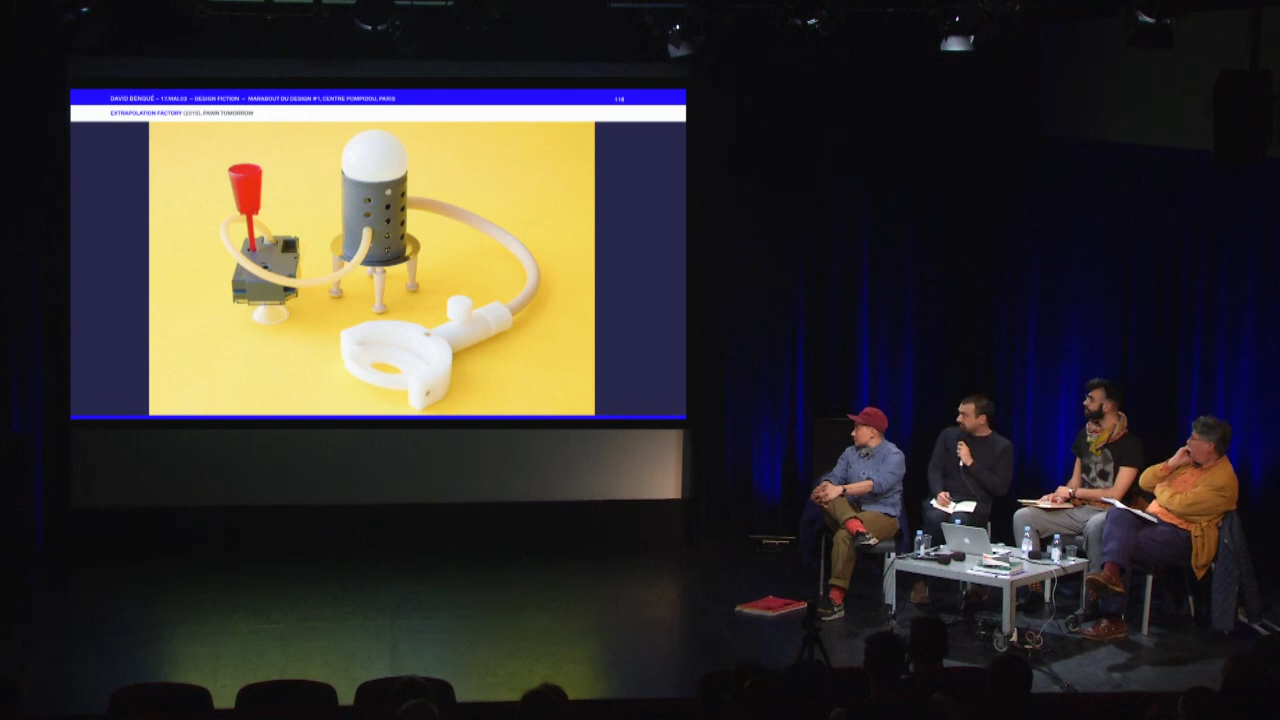 DAVID BENQUÉ – 17.MAI.03 – DESIGN FICTION – MARABOUT DU DESIGN #1, CENTRE POMPIDOU, PARIS 118
EXTRAPOLATION FACTORY (2015), PAWN TOMORROW